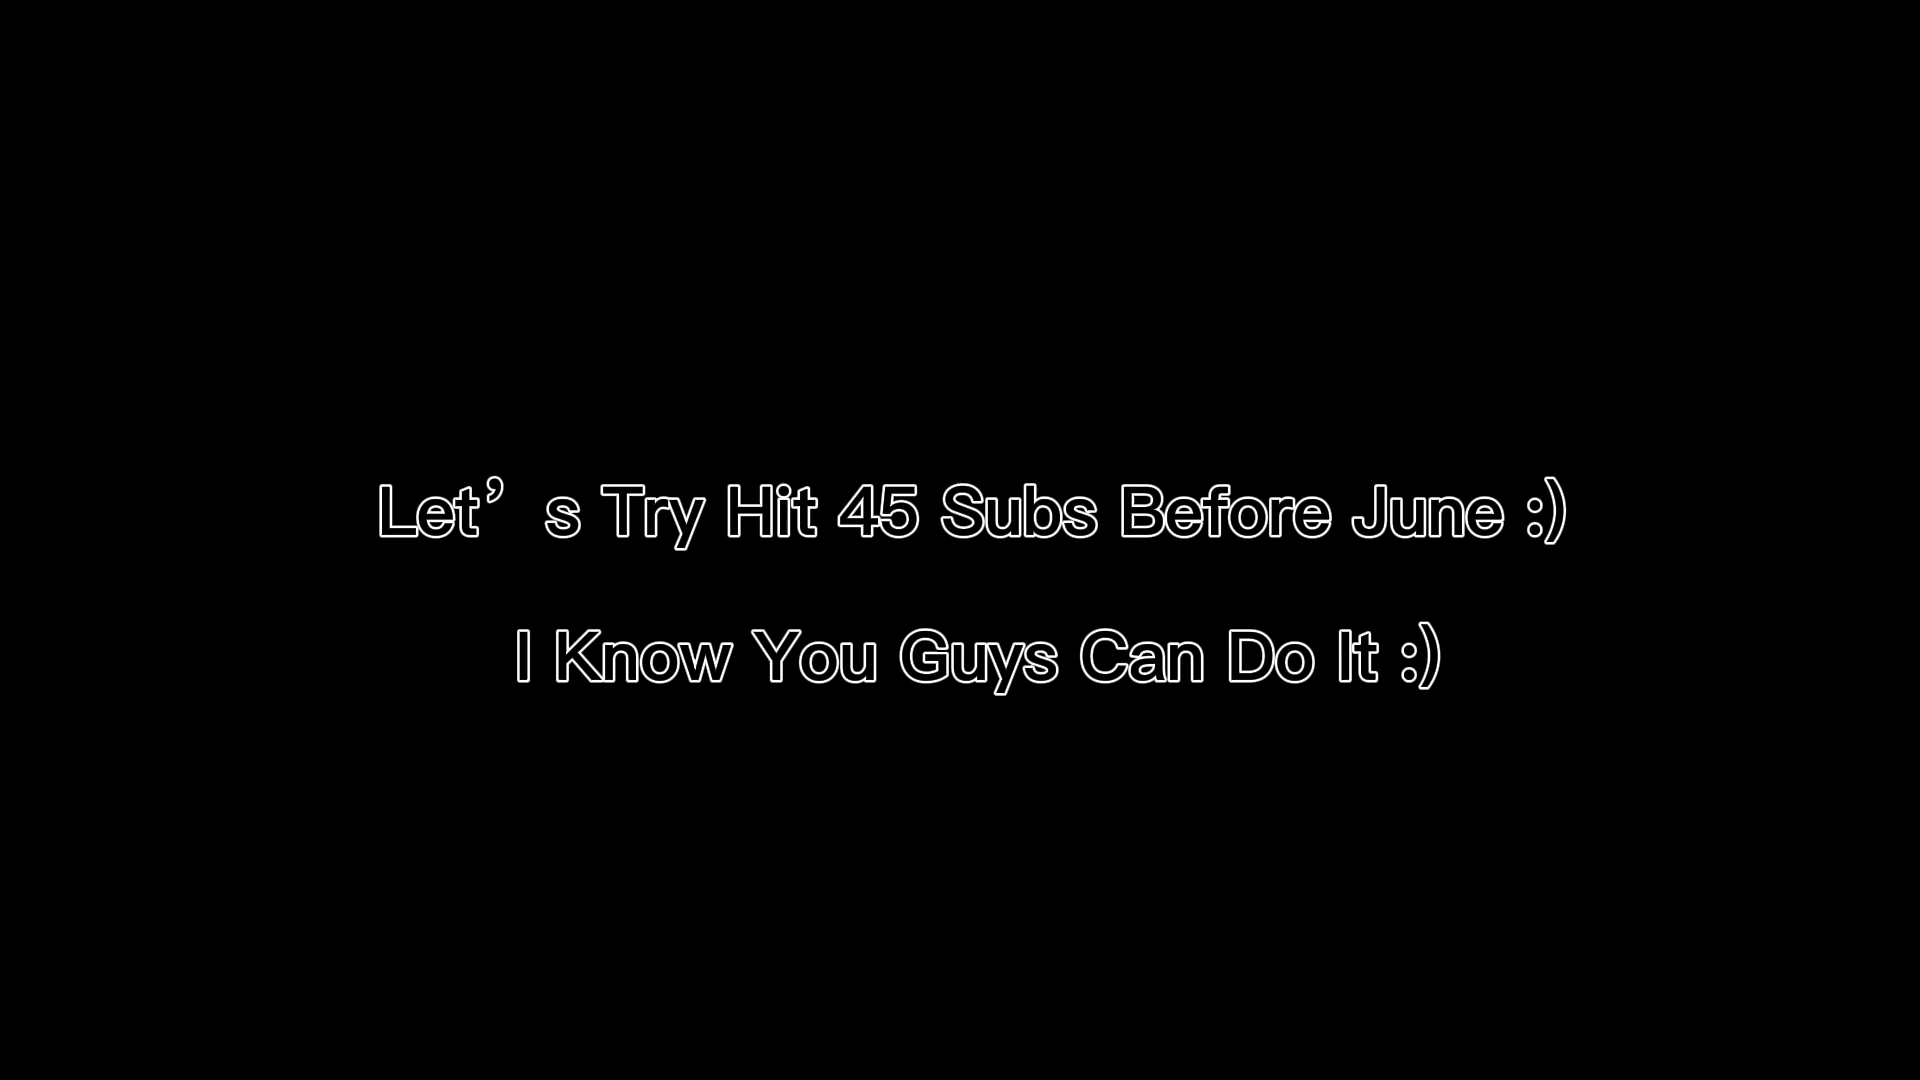 Let’s Try Hit 45 Subs Before June :)
I Know You Guys Can Do It :)